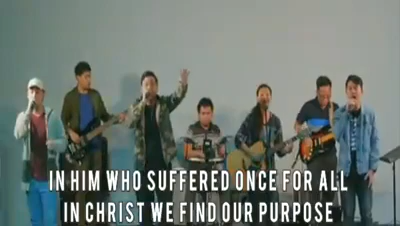 IN HIM WHO SUFFERED ONCE FOR ALL
IN CHRIST WE FIND OUR PURPOSE